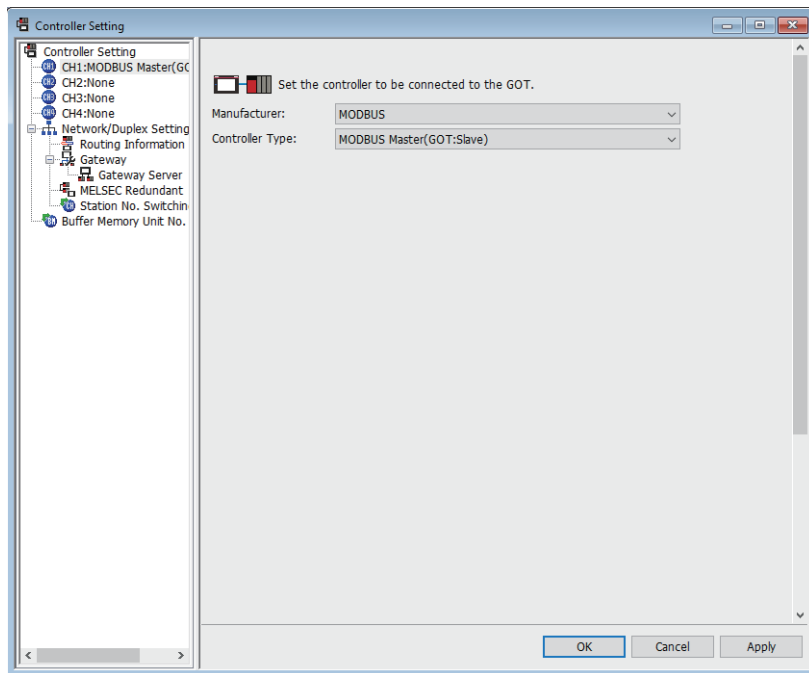 Controller Setting
Controller Setting
CH1:MODBUS Master(GO
CH2:None
CH3:None
CH4:None
Network/Duplex Setting
Routing Information
Gateway
Gateway Server
MELSEC Redundant
Station No. Switchin
Buffer Memory Unit No.
Set the controller to be connected to the GOT.
Manufacturer: MODBUS
Controller Type: MODBUS Master(GOT:Slave)
OK Cancel Apply